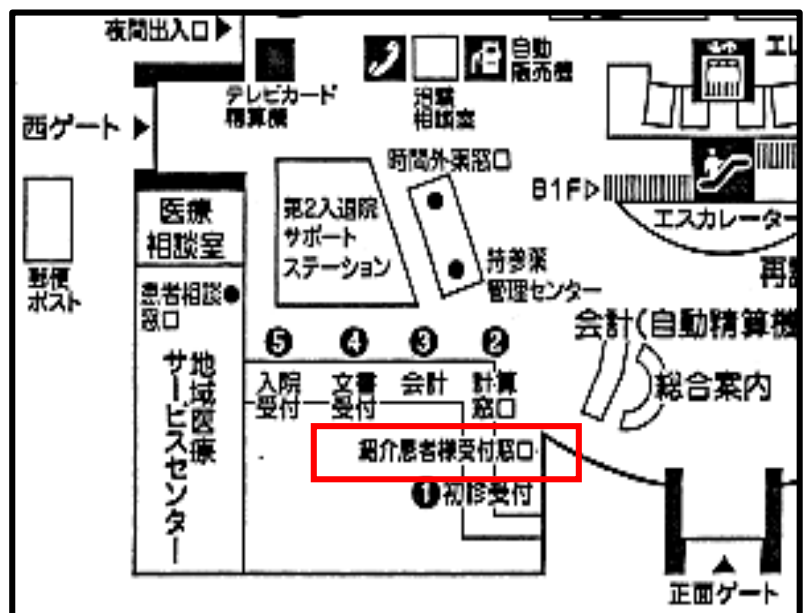 夜間出入口
テレビカード
精算機
相談室
自動
販売機
エレ
西ゲート
時間外薬窓口
B1F
エスカレーター
医療
相談室
第2入退院
サポート
ステーション
持参薬
管理センター
郵便
ポスト
患者相談
窓口
再
会計(自動精算機
総合案内
❺
❹
❸
❷
入院
受付
文書
受付
会計
計算
窓口
地域医療
サービスセンター
紹介患者様受付窓口
❶初診受付
正面ゲート